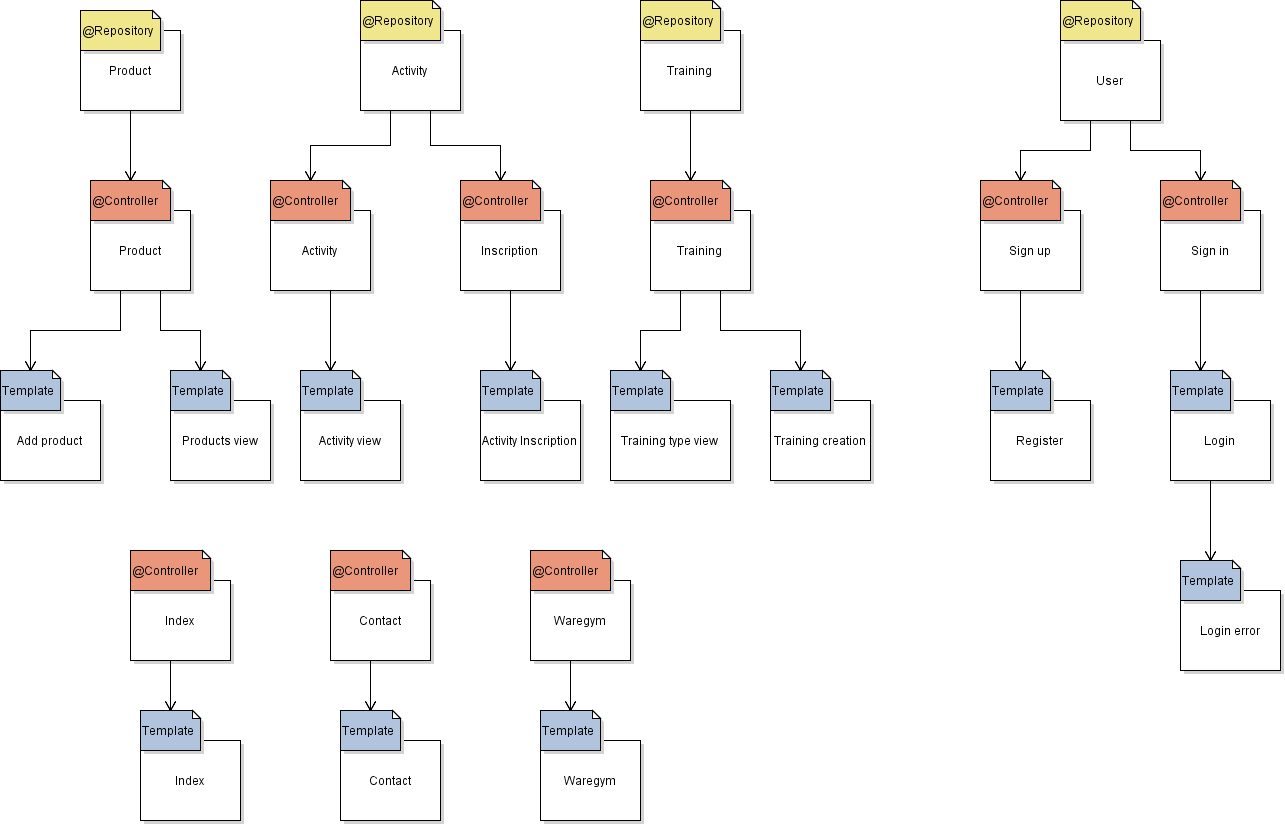 @Repository
Product
@Repository
Activity
@Repository
Training
@Repository
User
@Controller
Product
@Controller
Activity
@Controller
Inscription
@Controller
Training
@Controller
Sign up
@Controller
Sign in
Template
Add product
Template
Products view
Template
Activity view
Template
Activity Inscription
Template
Training type view
Template
Training creation
Template
Register
Template
Login
@Controller
Index
@Controller
Contact
@Controller
Waregym
Template
Login error
Template
Index
Template
Contact
Template
Waregym